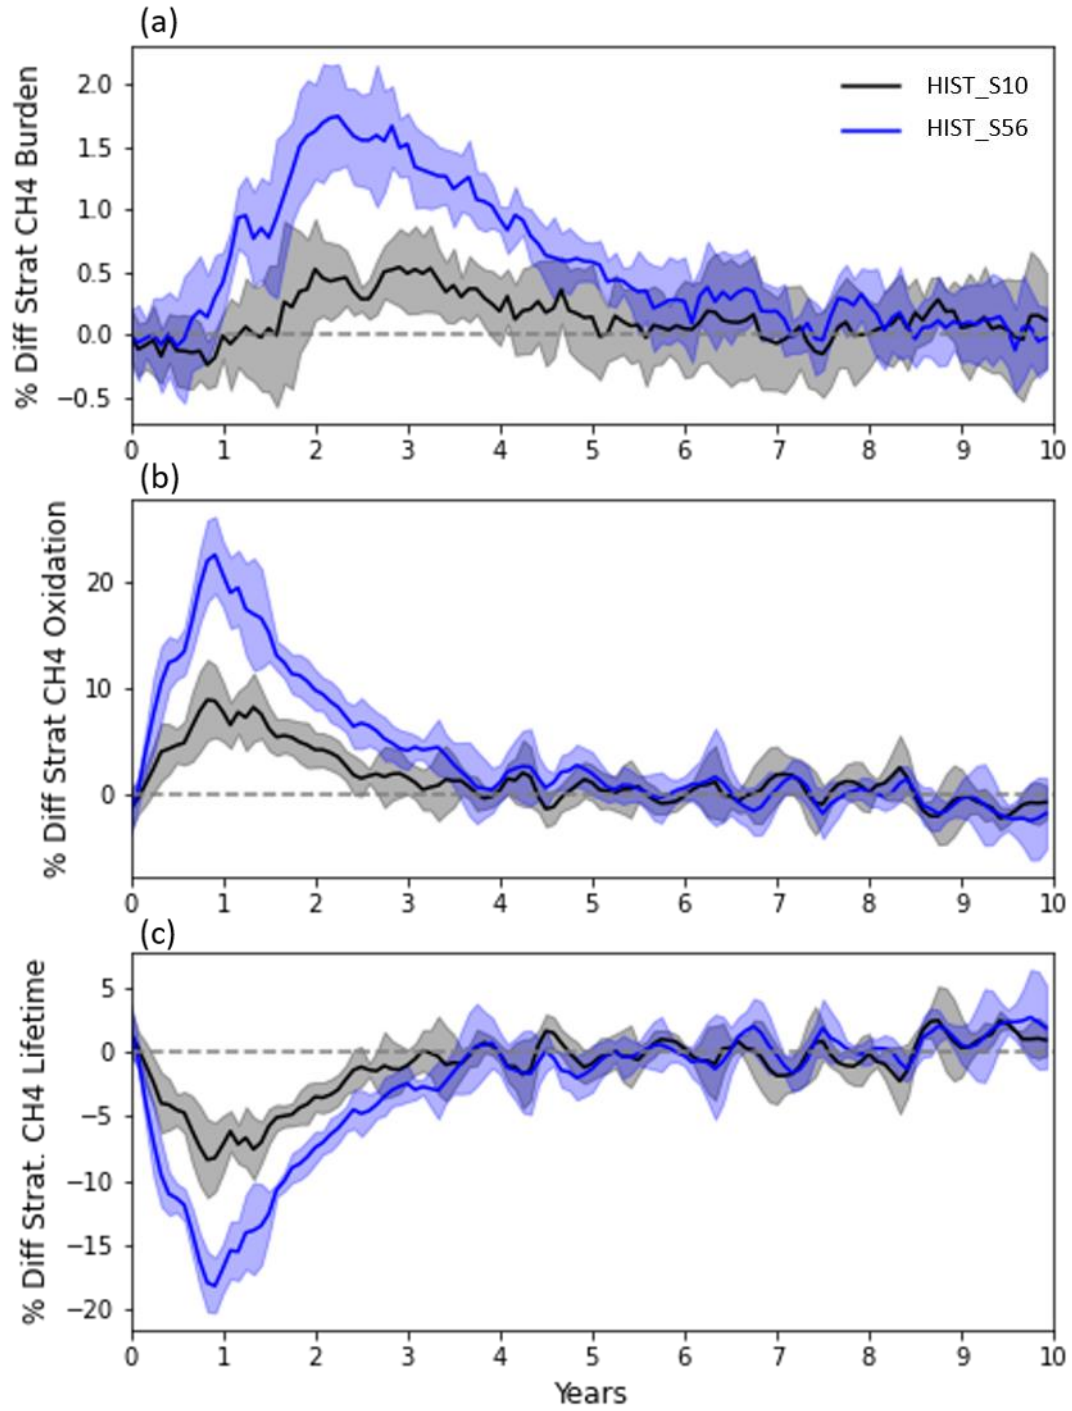 (a)
% Diff Strat CH4 Burden
2.0
1.5
1.0
0.5
0.0
−0.5
HIST_S10
HIST_S56
0 1 2 3 4 5 6 7 8 9 10
(b)
% Diff Strat CH4 Oxidation
20
10
0
0 1 2 3 4 5 6 7 8 9 10
(c)
% Diff Strat. CH4 Lifetime
5
0
−5
−10
−15
−20
0 1 2 3 4 5 6 7 8 9 10
Years